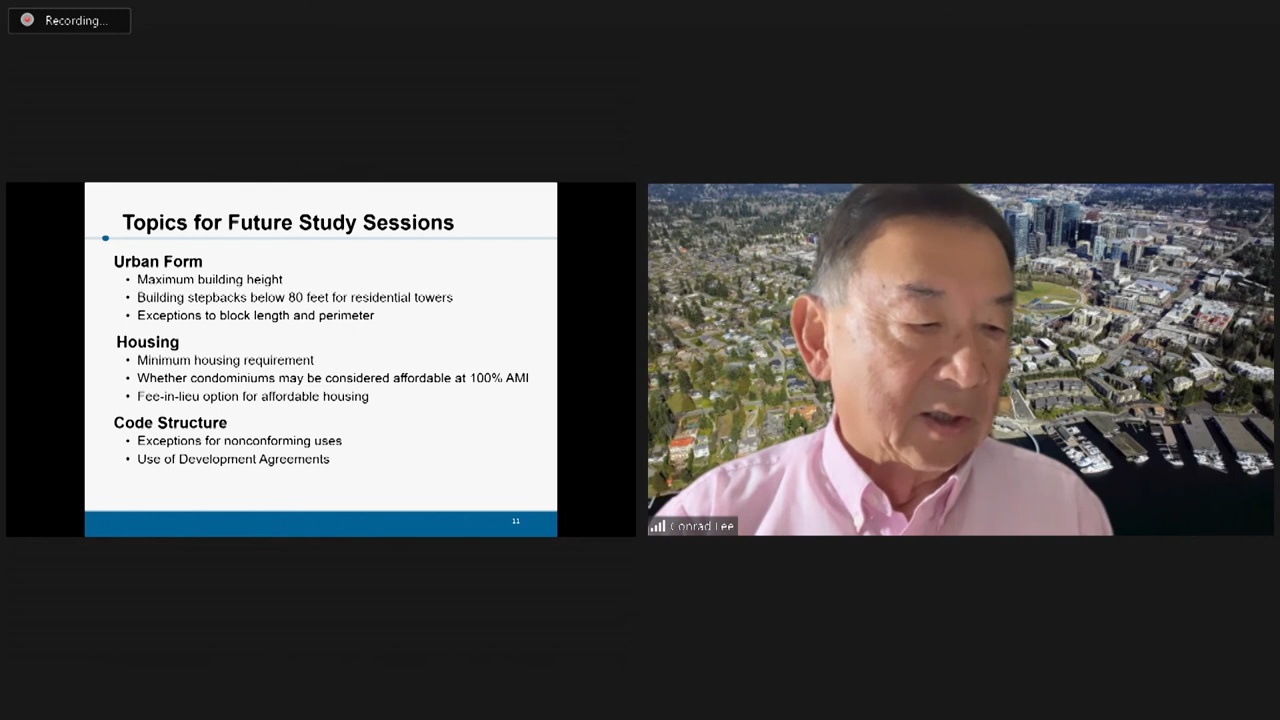 Recording...
Topics for Future Study Sessions
Urban Form
• Maximum building height
• Building stepbacks below 80 feet for residential towers
• Exceptions to block length and perimeter
Housing
• Minimum housing requirement
• Whether condominiums may be considered affordable at 100% AMI
• Fee-in-lieu option for affordable housing
Code Structure
• Exceptions for nonconforming uses
• Use of Development Agreements
11
Conrad Lee